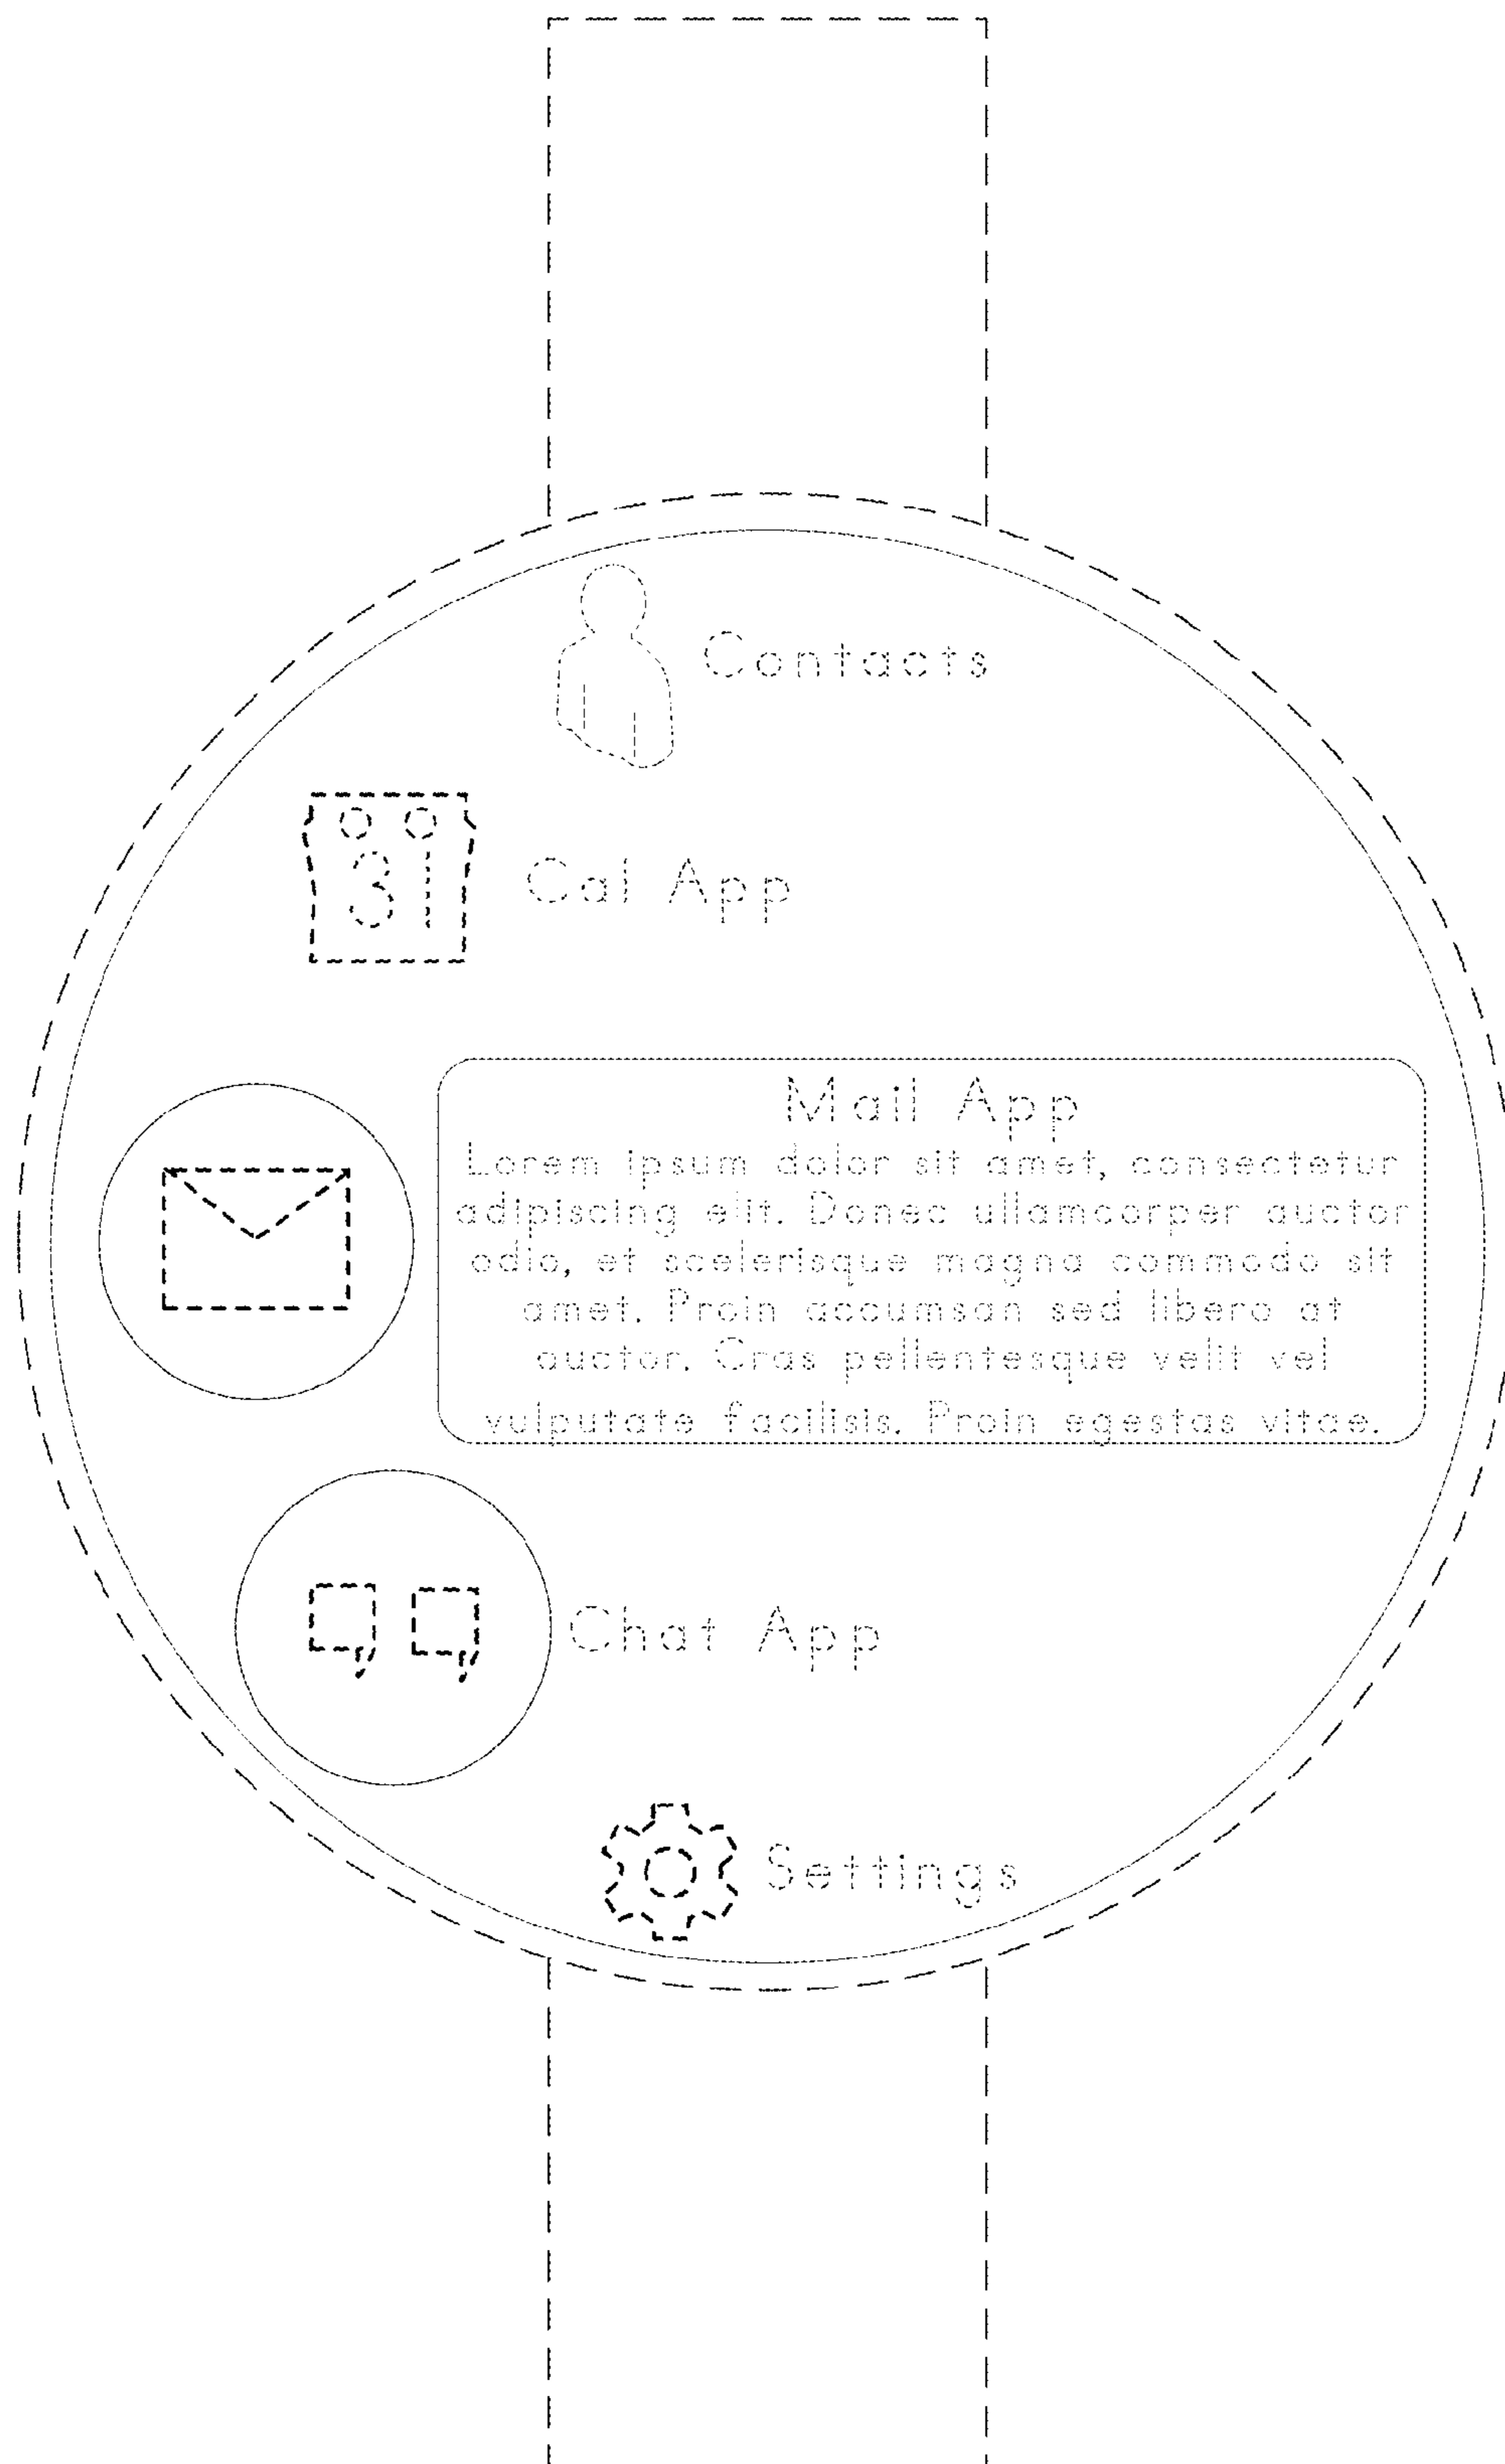 Contacts
31
Cal App
Mail App
Lorem ipsum dolor sit amet, consectetur
adipiscing elit. Donec ullamcorper auctor
odio, et scelerisque magna commodo sit
amet. Proin accumsan sed libero at
auctor. Cras pellentesque velit vel
vulputate facilisis. Proin egestas vitae.
Chat App
Settings